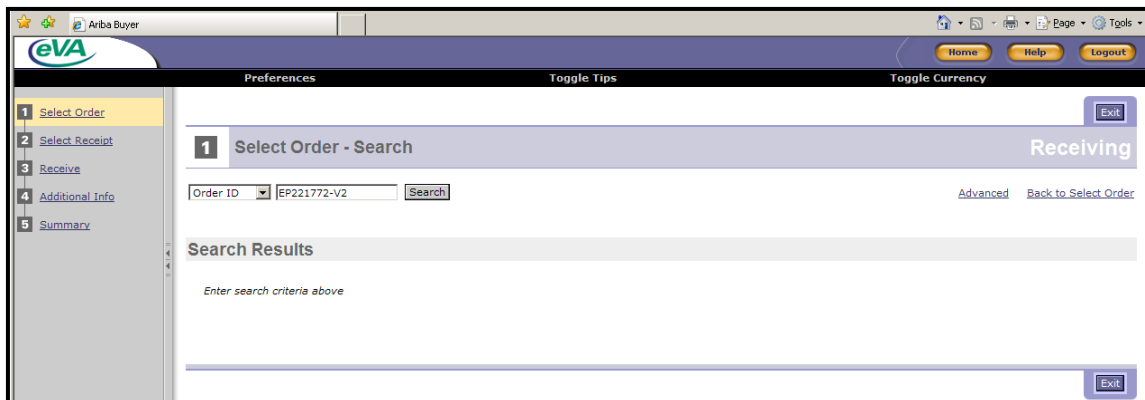 Ariba Buyer Page Tools
eVA Home Help Logout
Preferences Toggle Tips Toggle Currency
1 Select Order
2 Select Receipt
3 Receive
4 Additional Info
5 Summary
Exit
1 Select Order - Search Receiving
Order ID EP221772-V2 Search Advanced Back to Select Order
Search Results
Enter search criteria above
Exit